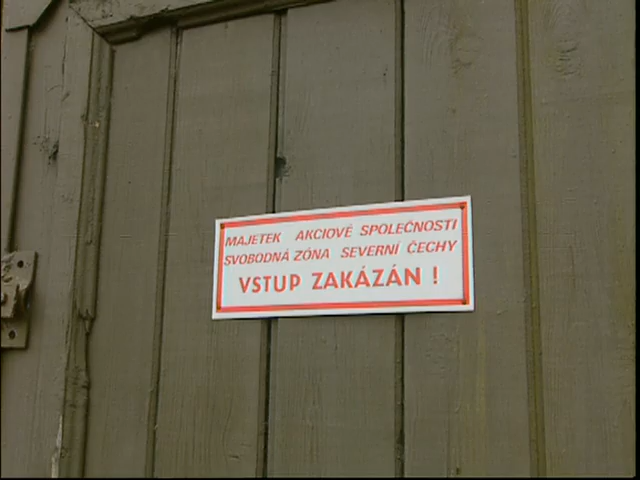 MAJETEK AKCIOVÉ SPOLEČNOSTI
SVOBODNÁ ZÓNA SEVERNÍ ČECHY
VSTUP ZAKÁZÁN !